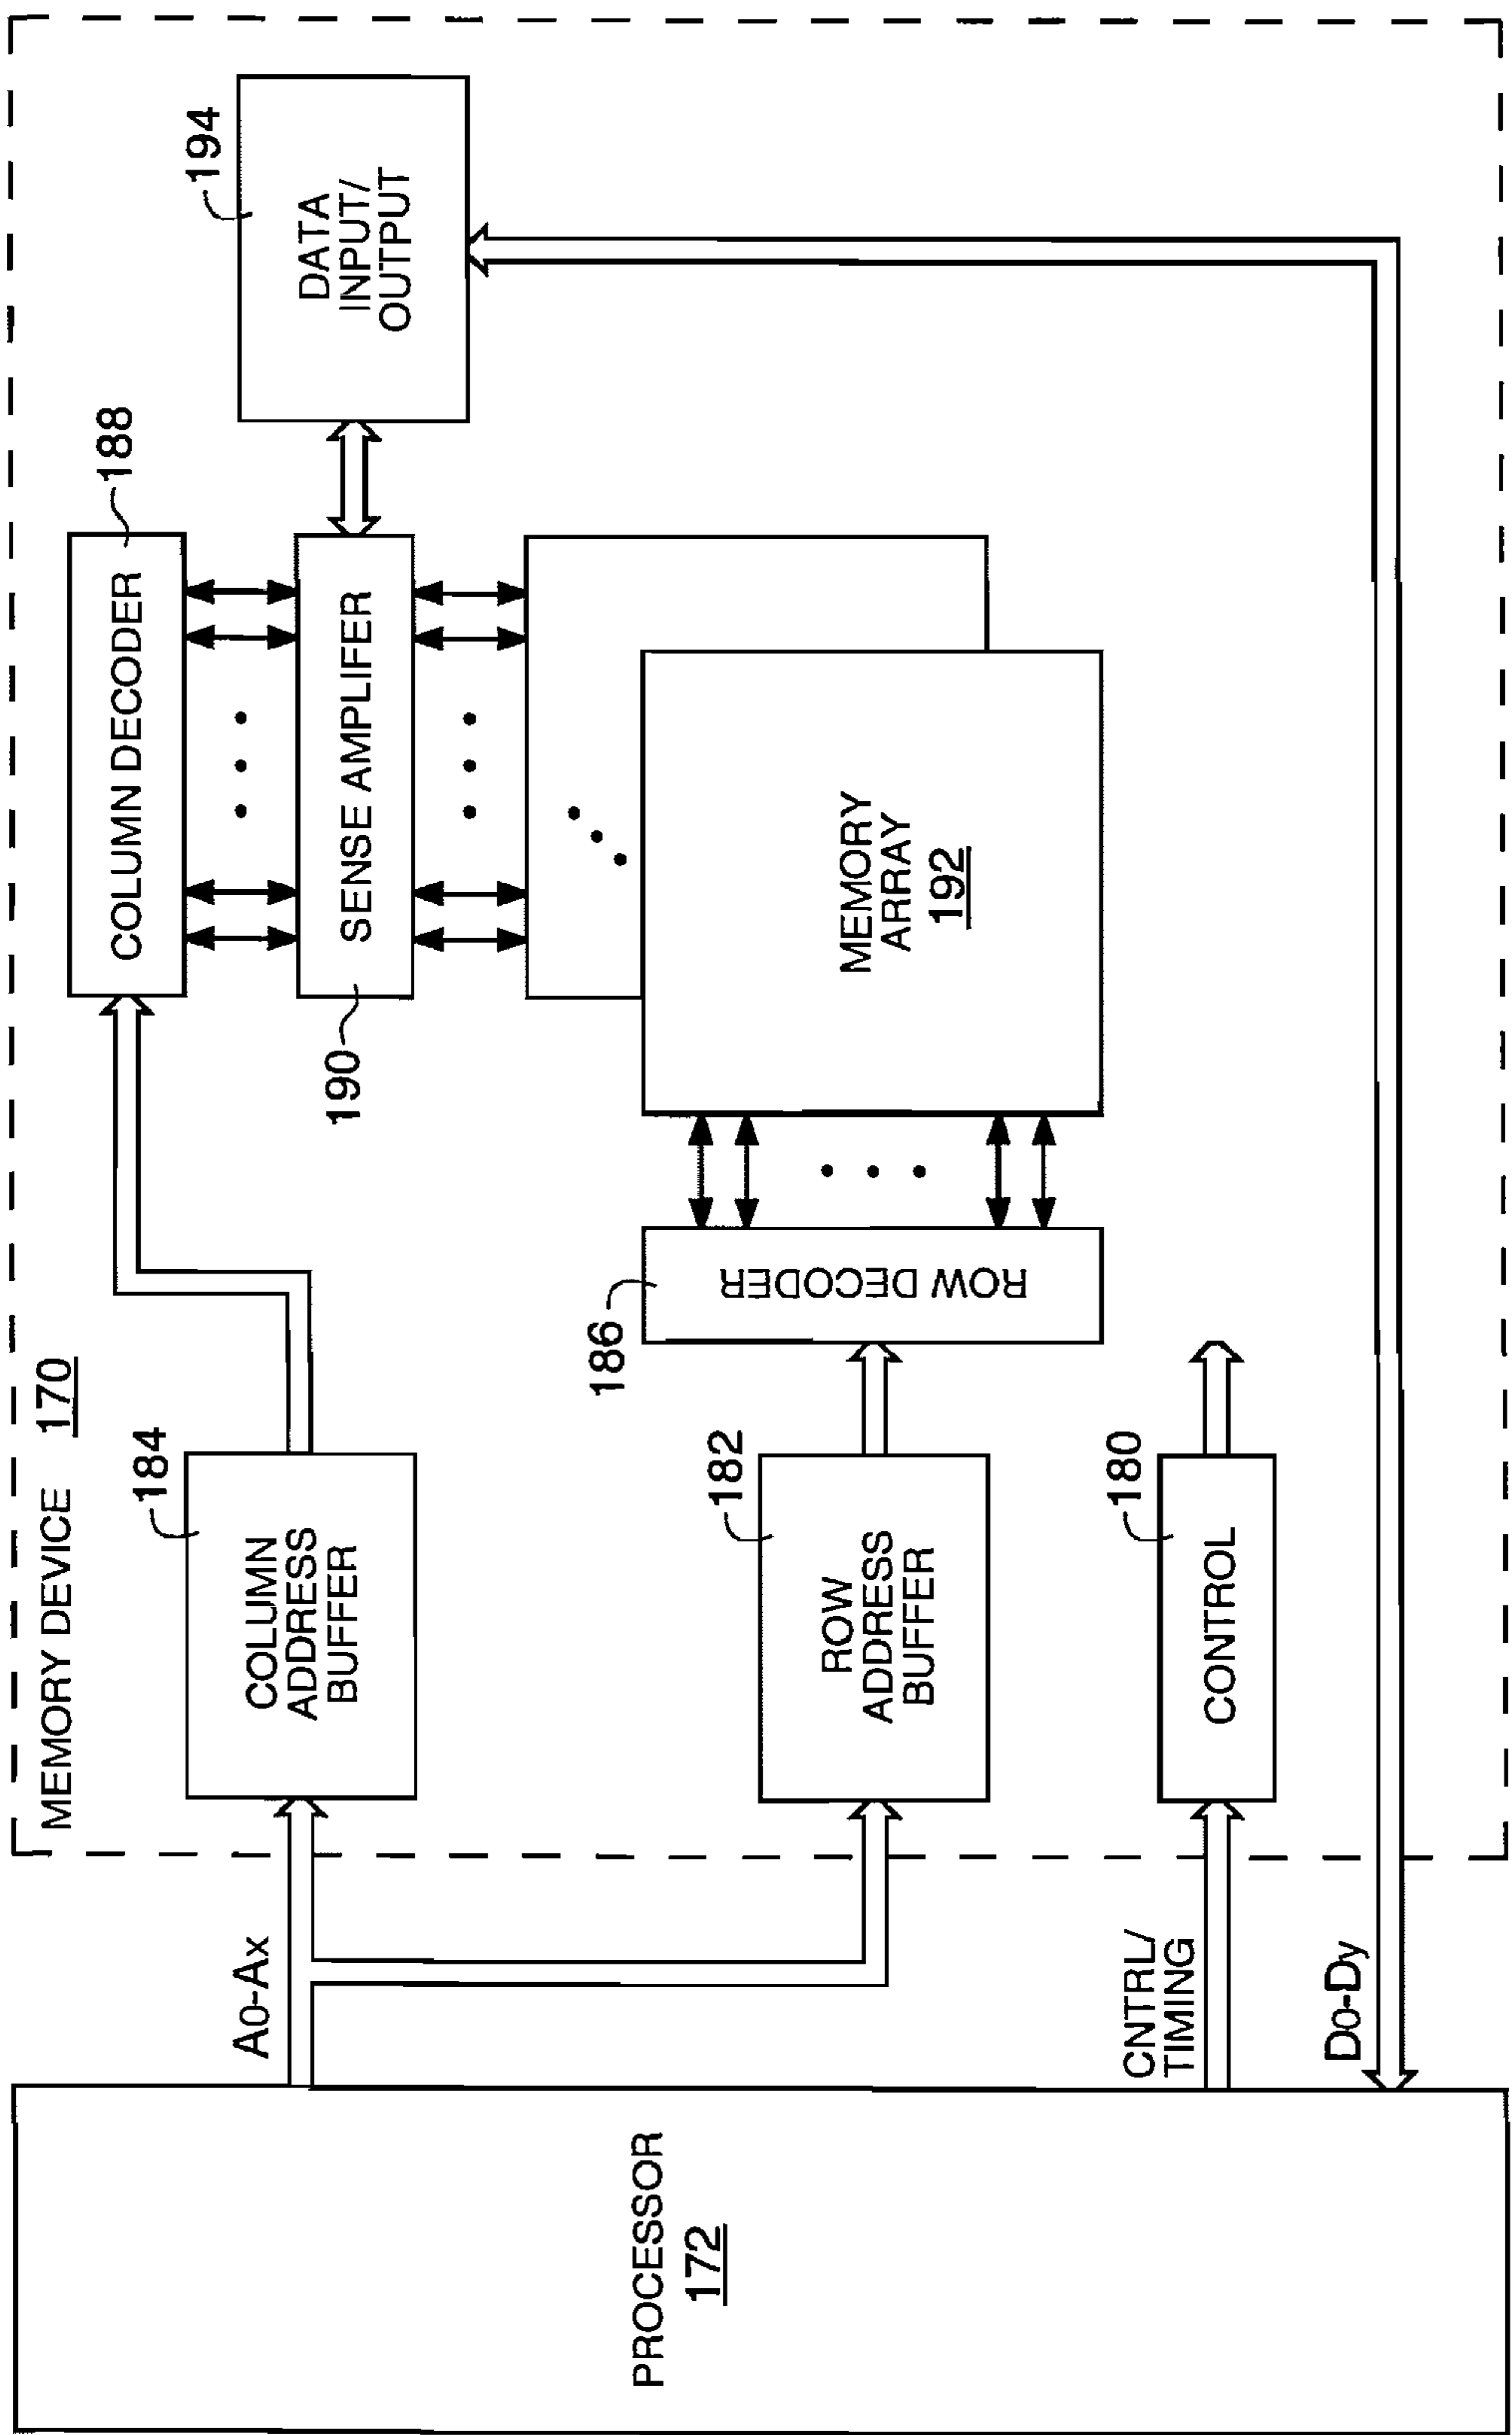 MEMORY DEVICE 170
PROCESSOR
172
A0-Ax
CNTRL/
TIMING
D0-Dy
184
COLUMN
ADDRESS
BUFFER
182
ROW
ADDRESS
BUFFER
180
CONTROL
186
ROW DECODER
COLUMN DECODER
188
SENSE AMPLIFER
190
MEMORY
ARRAY
192
194
DATA
INPUT/
OUTPUT